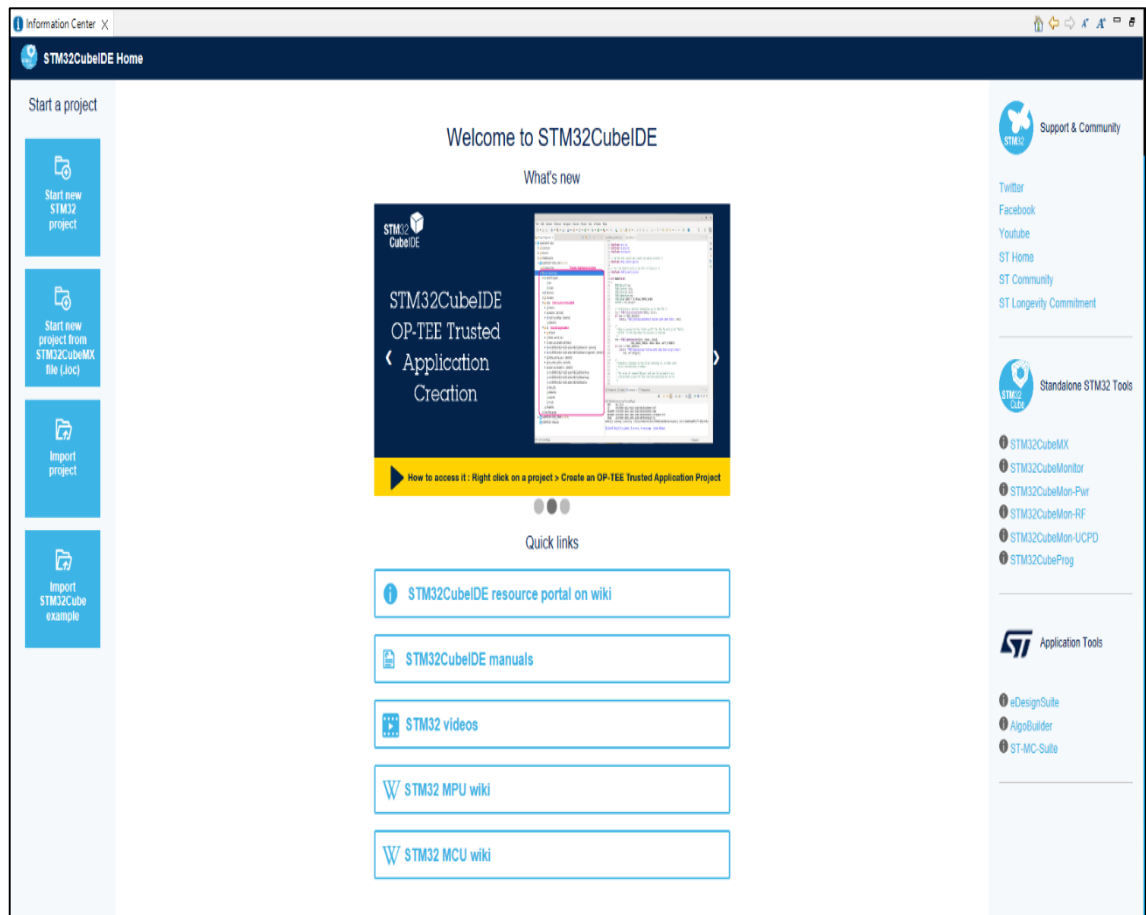 Information Center
STM32CubeIDE Home
Start a project
Start new
STM32
project
Start new
project from
STM32CubeMX
file (.ioc)
Import
project
Import
STM32Cube
example
Welcome to STM32CubeIDE
What's new
STM32
CubeIDE
STM32CubeIDE
OP-TEE Trusted
Application
Creation
How to access it : Right click on a project > Create an OP-TEE Trusted Application Project
Quick links
STM32CubeIDE resource portal on wiki
STM32CubeIDE manuals
STM32 videos
STM32 MPU wiki
STM32 MCU wiki
STM32
Support & Community
Twitter
Facebook
Youtube
ST Home
ST Community
ST Longevity Commitment
STM32
Cube
Standalone STM32 Tools
STM32CubeMX
STM32CubeMonitor
STM32CubeMon-Pwr
STM32CubeMon-RF
STM32CubeMon-UCPD
STM32CubeProg
ST
Application Tools
eDesignSuite
AlgoBuilder
ST-MC-Suite